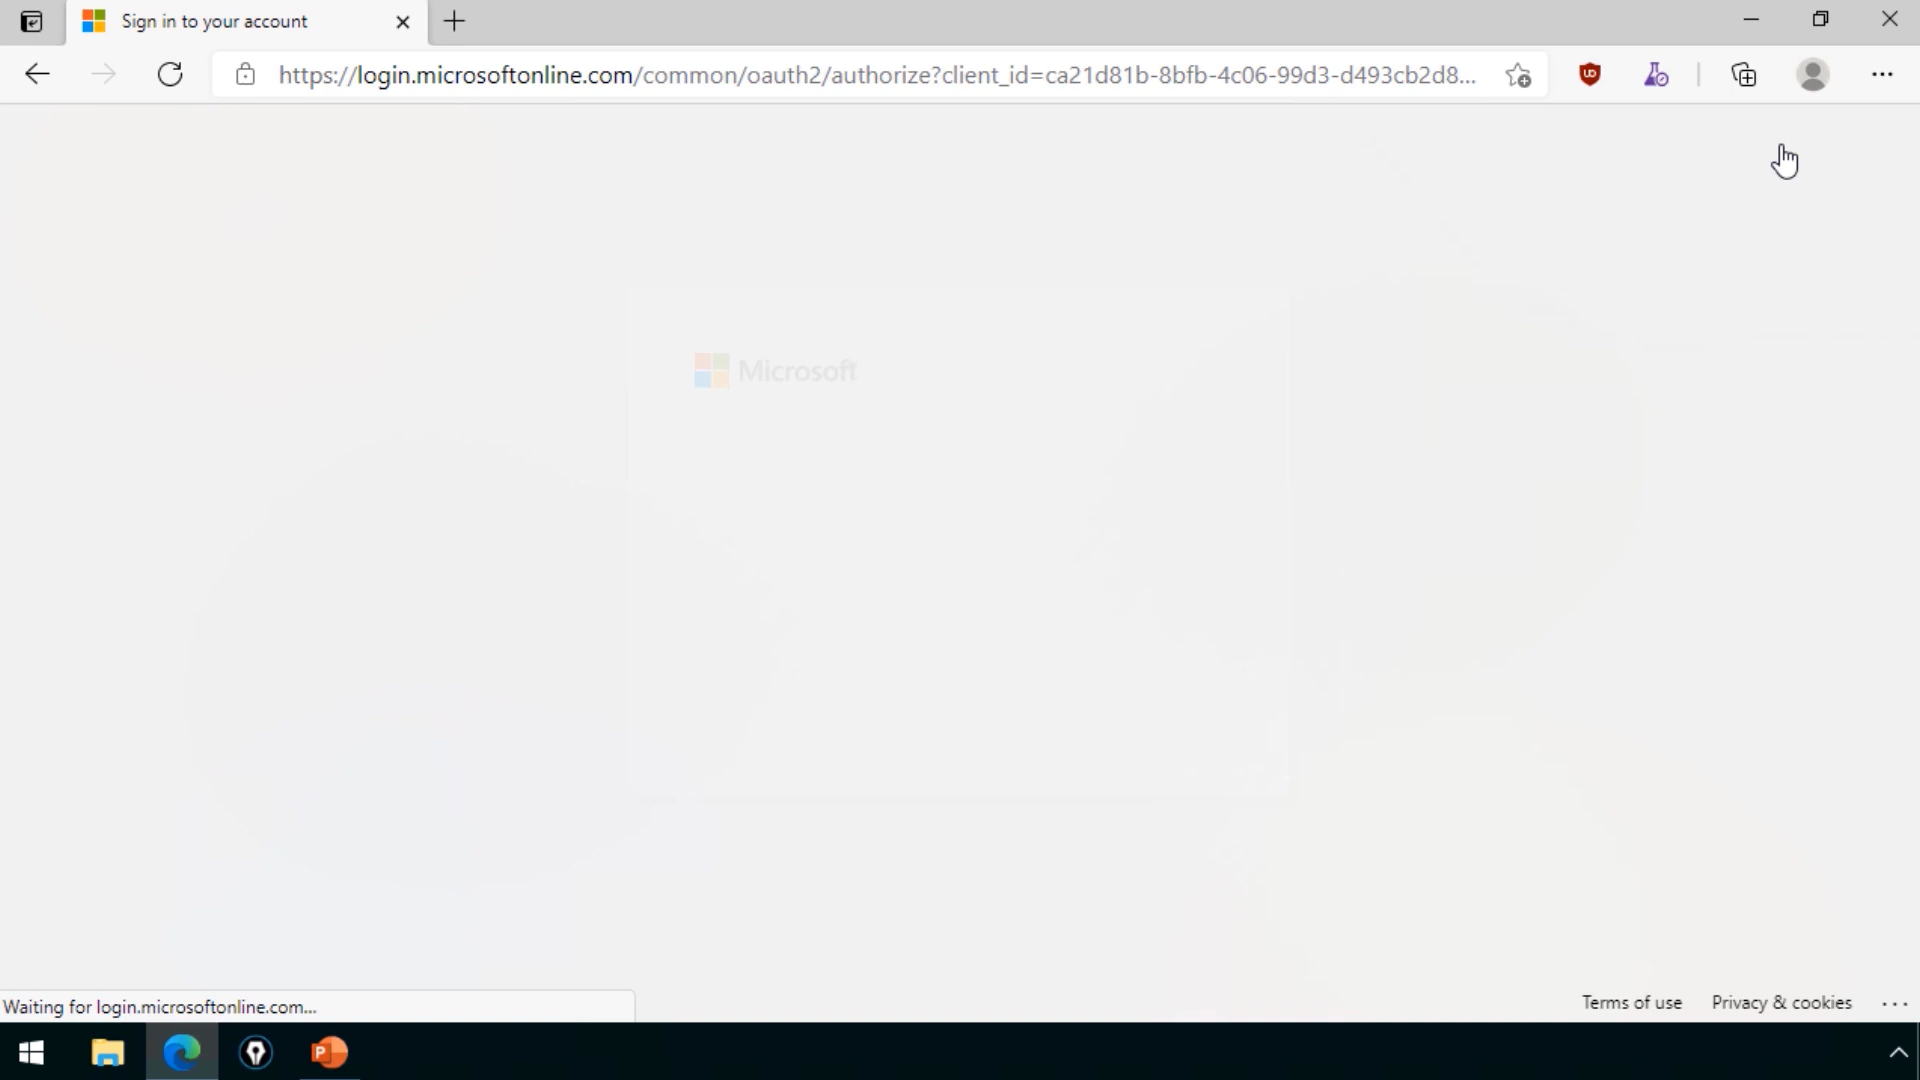 Sign in to your account
https://login.microsoftonline.com/common/oauth2/authorize?client_id=ca21d81b-8bfb-4c06-99d3-d493cb2d8...
UD
Microsoft
Waiting for login.microsoftonline.com...
Terms of use
Privacy & cookies
P